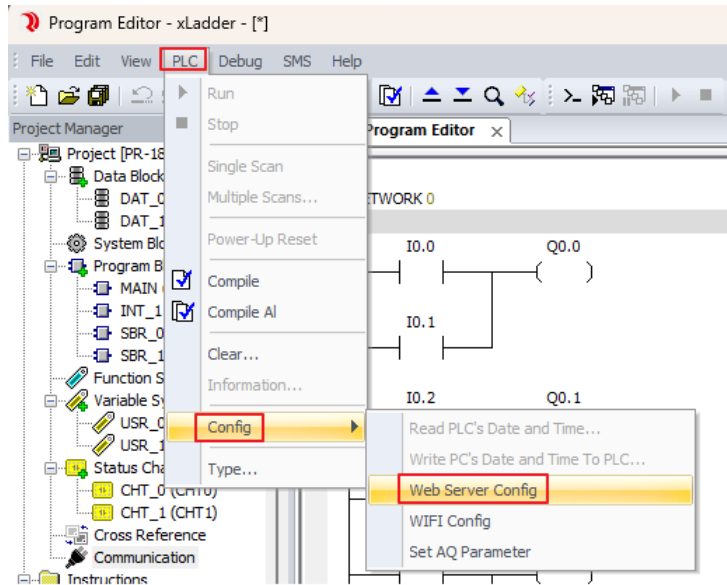 Program Editor - xLadder - [*]
File Edit View PLC Debug SMS Help
Project Manager
Program Editor ×
Run
Stop
Single Scan
Multiple Scans...
Power-Up Reset
Compile
Compile Al
Clear...
Information...
Config
Type...
Read PLC's Date and Time...
Write PC's Date and Time To PLC...
Web Server Config
WIFI Config
Set AQ Parameter
Project [PR-18
Data Block
DAT_0
DAT_1
System Blo
Program B
MAIN
INT_1
SBR_0
SBR_1
Function S
Variable Sy
USR_0
USR_1
Status Cha
CHT_0 (CHT0)
CHT_1 (CHT1)
Cross Reference
Communication
Instructions
TWORK 0
I0.0 Q0.0
I0.1
I0.2 Q0.1